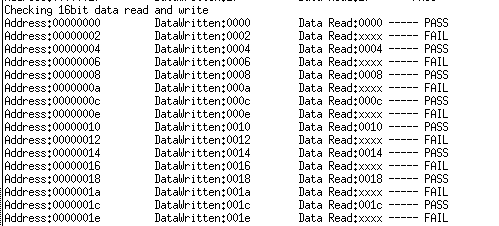 Checking 16bit data read and write
Address:00000000 DataWritten:0000 Data Read:0000 ----- PASS
Address:00000002 DataWritten:0002 Data Read:xxxx ----- FAIL
Address:00000004 DataWritten:0004 Data Read:0004 ----- PASS
Address:00000006 DataWritten:0006 Data Read:xxxx ----- FAIL
Address:00000008 DataWritten:0008 Data Read:0008 ----- PASS
Address:0000000a DataWritten:000a Data Read:xxxx ----- FAIL
Address:0000000c DataWritten:000c Data Read:000c ----- PASS
Address:0000000e DataWritten:000e Data Read:xxxx ----- FAIL
Address:00000010 DataWritten:0010 Data Read:0010 ----- PASS
Address:00000012 DataWritten:0012 Data Read:xxxx ----- FAIL
Address:00000014 DataWritten:0014 Data Read:0014 ----- PASS
Address:00000016 DataWritten:0016 Data Read:xxxx ----- FAIL
Address:00000018 DataWritten:0018 Data Read:0018 ----- PASS
Address:0000001a DataWritten:001a Data Read:xxxx ----- FAIL
Address:0000001c DataWritten:001c Data Read:001c ----- PASS
Address:0000001e DataWritten:001e Data Read:xxxx ----- FAIL